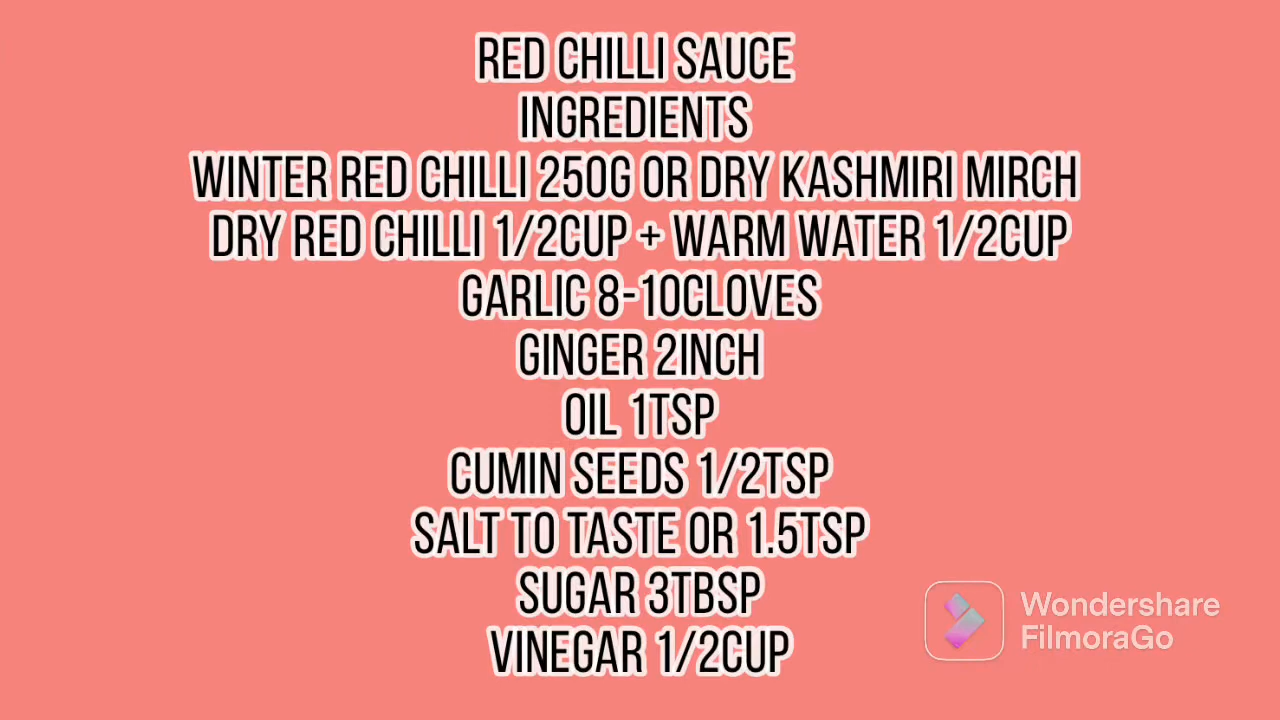 RED CHILLI SAUCE
INGREDIENTS
WINTER RED CHILLI 250G OR DRY KASHMIRI MIRCH
DRY RED CHILLI 1/2CUP + WARM WATER 1/2CUP
GARLIC 8-10CLOVES
GINGER 2INCH
OIL 1TSP
CUMIN SEEDS 1/2TSP
SALT TO TASTE OR 1.5TSP
SUGAR 3TBSP
VINEGAR 1/2CUP
Wondershare
FilmoraGo